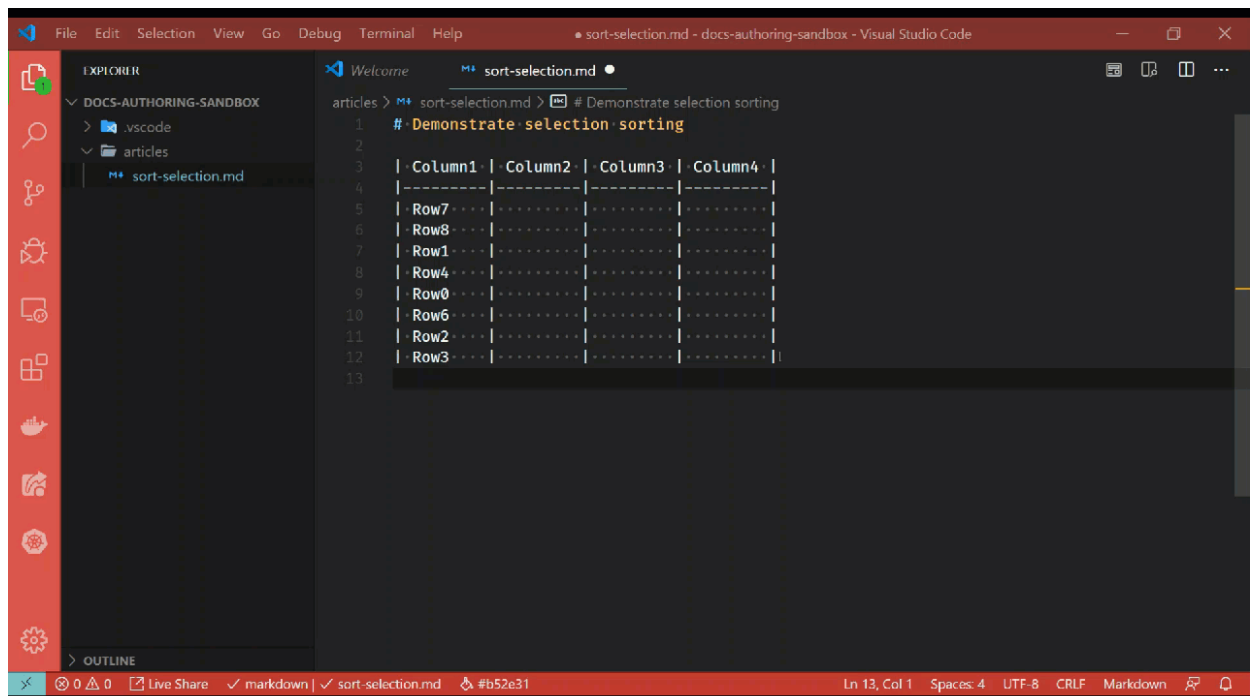 File Edit Selection View Go Debug Terminal Help ● sort-selection.md - docs-authoring-sandbox - Visual Studio Code
EXPLORER
DOCS-AUTHORING-SANDBOX
.vscode
articles
M↓ sort-selection.md
OUTLINE
Welcome M↓ sort-selection.md ●
articles > M↓ sort-selection.md > abc # Demonstrate selection sorting
1 #·Demonstrate·selection·sorting
2
3 |·Column1·|·Column2·|·Column3·|·Column4·|
4 |---------|---------|---------|---------|
5 |·Row7····|·········|·········|·········|
6 |·Row8····|·········|·········|·········|
7 |·Row1····|·········|·········|·········|
8 |·Row4····|·········|·········|·········|
9 |·Row0····|·········|·········|·········|
10 |·Row6····|·········|·········|·········|
11 |·Row2····|·········|·········|·········|
12 |·Row3····|·········|·········|·········|
13
1
0 0 Live Share ✓ markdown | ✓ sort-selection.md #b52e31 Ln 13, Col 1 Spaces: 4 UTF-8 CRLF Markdown